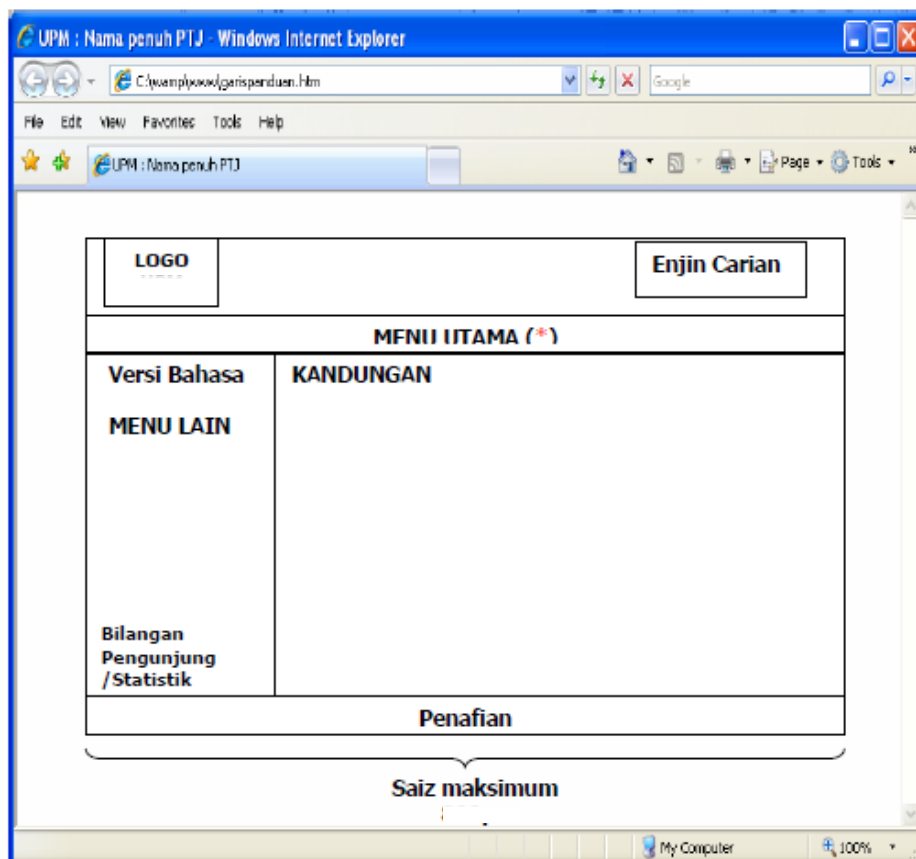 UPM : Nama penuh PTJ - Windows Internet Explorer
C:\wamp\www\garispanduan.htm
Google
File Edit View Favorites Tools Help
UPM : Nama penuh PTJ
Page Tools
LOGO
Enjin Carian
MENU UTAMA (*)
Versi Bahasa
KANDUNGAN
MENU LAIN
Bilangan
Pengunjung
/Statistik
Penafian
Saiz maksimum
My Computer
100%